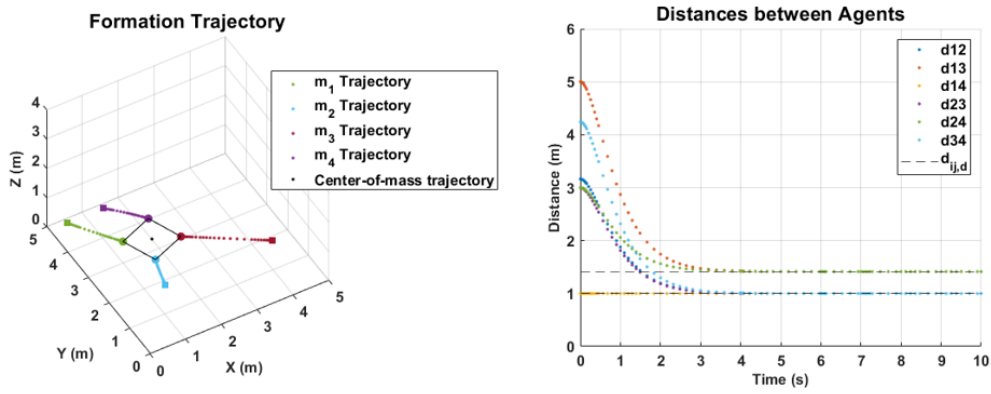 Formation Trajectory
m1 Trajectory
m2 Trajectory
m3 Trajectory
m4 Trajectory
Center-of-mass trajectory
Z (m)
4
3
2
1
0
5
4
3
2
1
0
Y (m)
0
1
2
3
4
5
X (m)
Distances between Agents
d12
d13
d14
d23
d24
d34
dij,d
Distance (m)
6
5
4
3
2
1
0
0 1 2 3 4 5 6 7 8 9 10
Time (s)